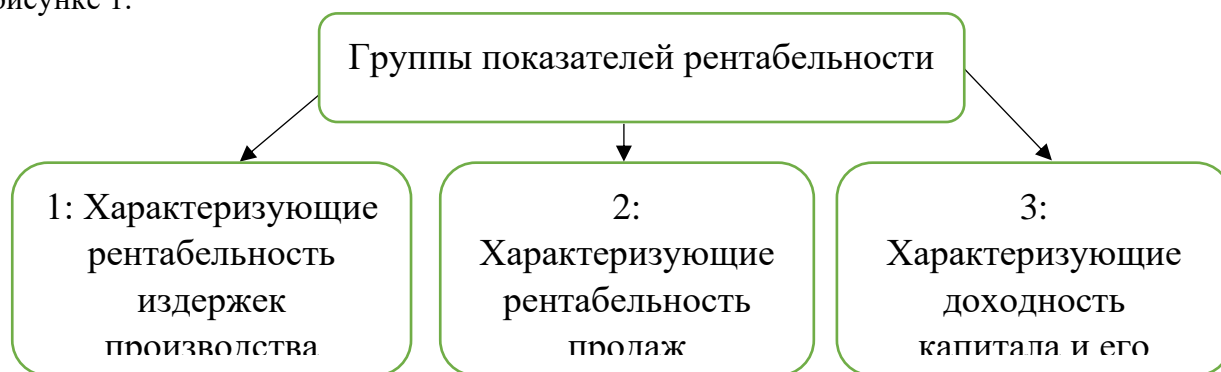 рисунке 1.
Группы показателей рентабельности
1: Характеризующие
рентабельность
издержек
производства
2:
Характеризующие
рентабельность
продаж
3:
Характеризующие
доходность
капитала и его